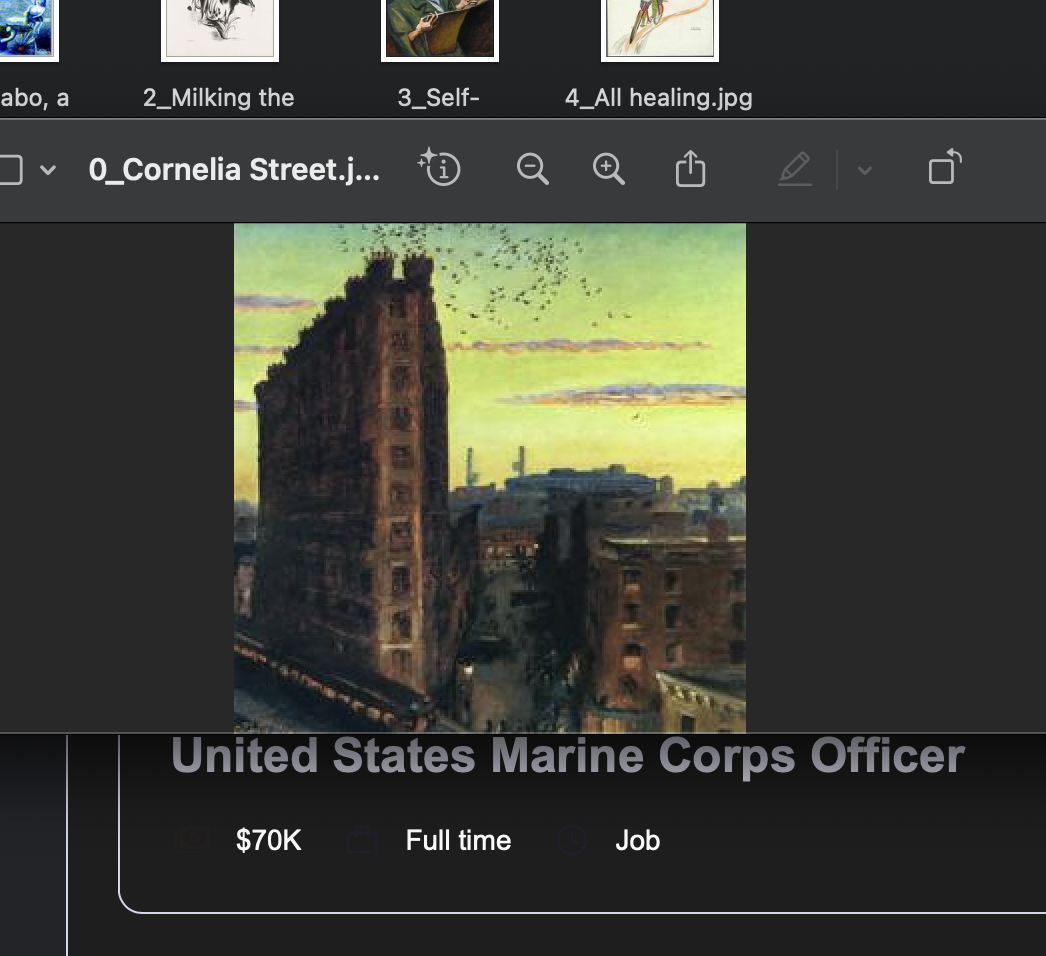 abo, a
2_Milking the
3_Self-
4_All healing.jpg
0_Cornelia Street.j...
United States Marine Corps Officer
$70K
Full time
Job